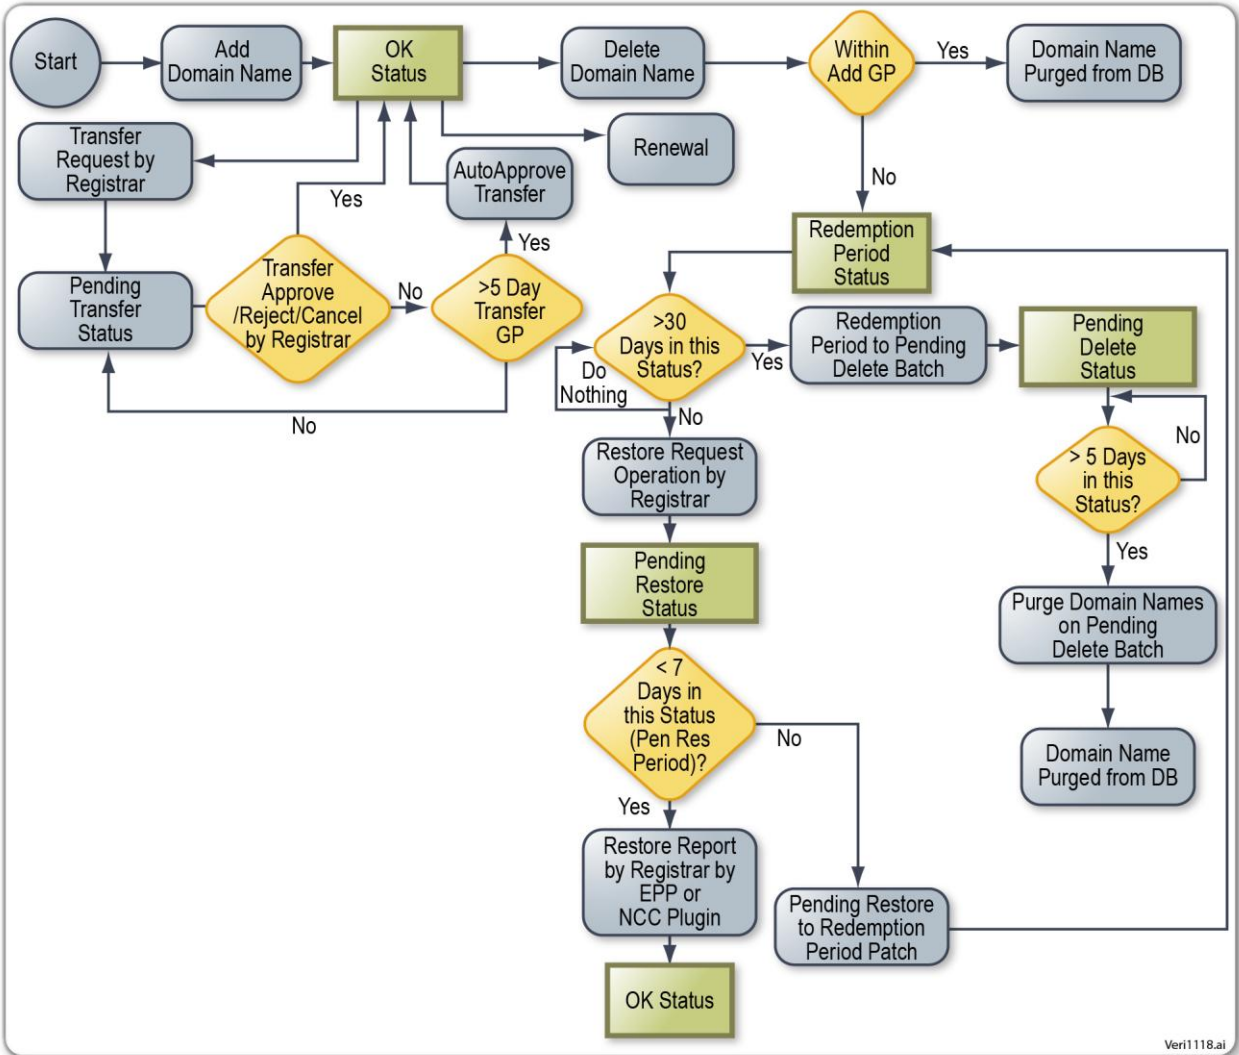 Start
Add
Domain Name
OK
Status
Delete
Domain Name
Within
Add GP
Yes
Domain Name
Purged from DB
Transfer
Request by
Registrar
Renewal
AutoApprove
Transfer
Yes
No
Yes
Redemption
Period
Status
Pending
Transfer
Status
Transfer
Approve
/Reject/Cancel
by Registrar
No
>5 Day
Transfer
GP
No
>30
Days in this
Status?
Do
Nothing
Yes
No
Redemption
Period to Pending
Delete Batch
Pending
Delete
Status
No
> 5 Days
in this
Status?
Yes
Restore Request
Operation by
Registrar
Pending
Restore
Status
Purge Domain Names
on Pending
Delete Batch
< 7
Days in
this Status
(Pen Res
Period)?
No
Yes
Domain Name
Purged from DB
Restore Report
by Registrar by
EPP or
NCC Plugin
Pending Restore
to Redemption
Period Patch
OK Status
Veri1118.ai